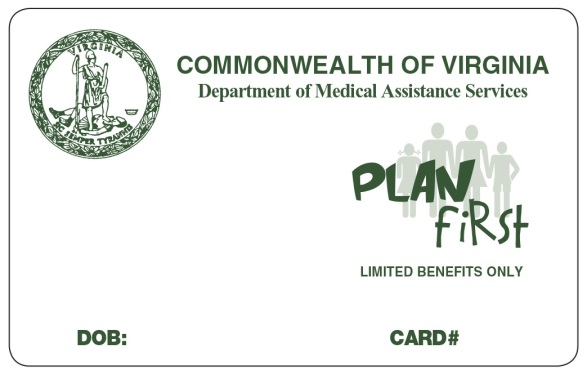 VIRGINIA
SIC SEMPER TYRANNIS
COMMONWEALTH OF VIRGINIA
Department of Medical Assistance Services
PLAN
FiRSt
LIMITED BENEFITS ONLY
DOB:
CARD#